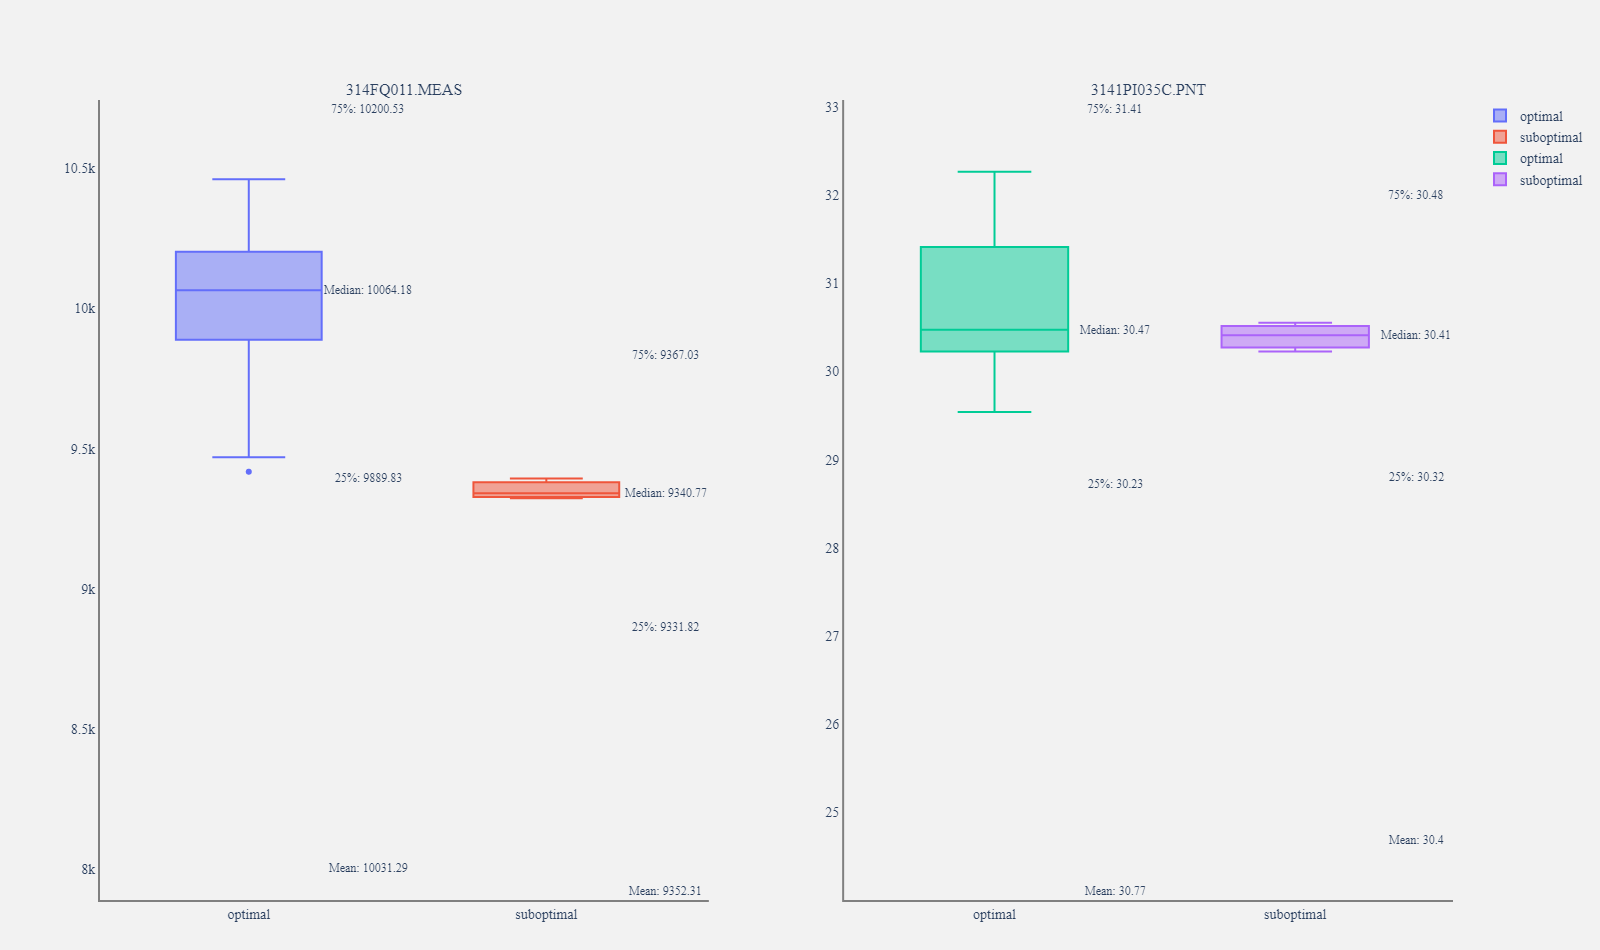 314FQ011.MEAS
75%: 10200.53
10.5k
10k
9.5k
9k
8.5k
8k
Median: 10064.18
75%: 9367.03
25%: 9889.83
Median: 9340.77
25%: 9331.82
Mean: 10031.29
Mean: 9352.31
optimal
suboptimal
3141PI035C.PNT
75%: 31.41
33
32
31
30
29
28
27
26
25
75%: 30.48
Median: 30.47
Median: 30.41
25%: 30.23
25%: 30.32
Mean: 30.4
Mean: 30.77
optimal
suboptimal
optimal
suboptimal
optimal
suboptimal